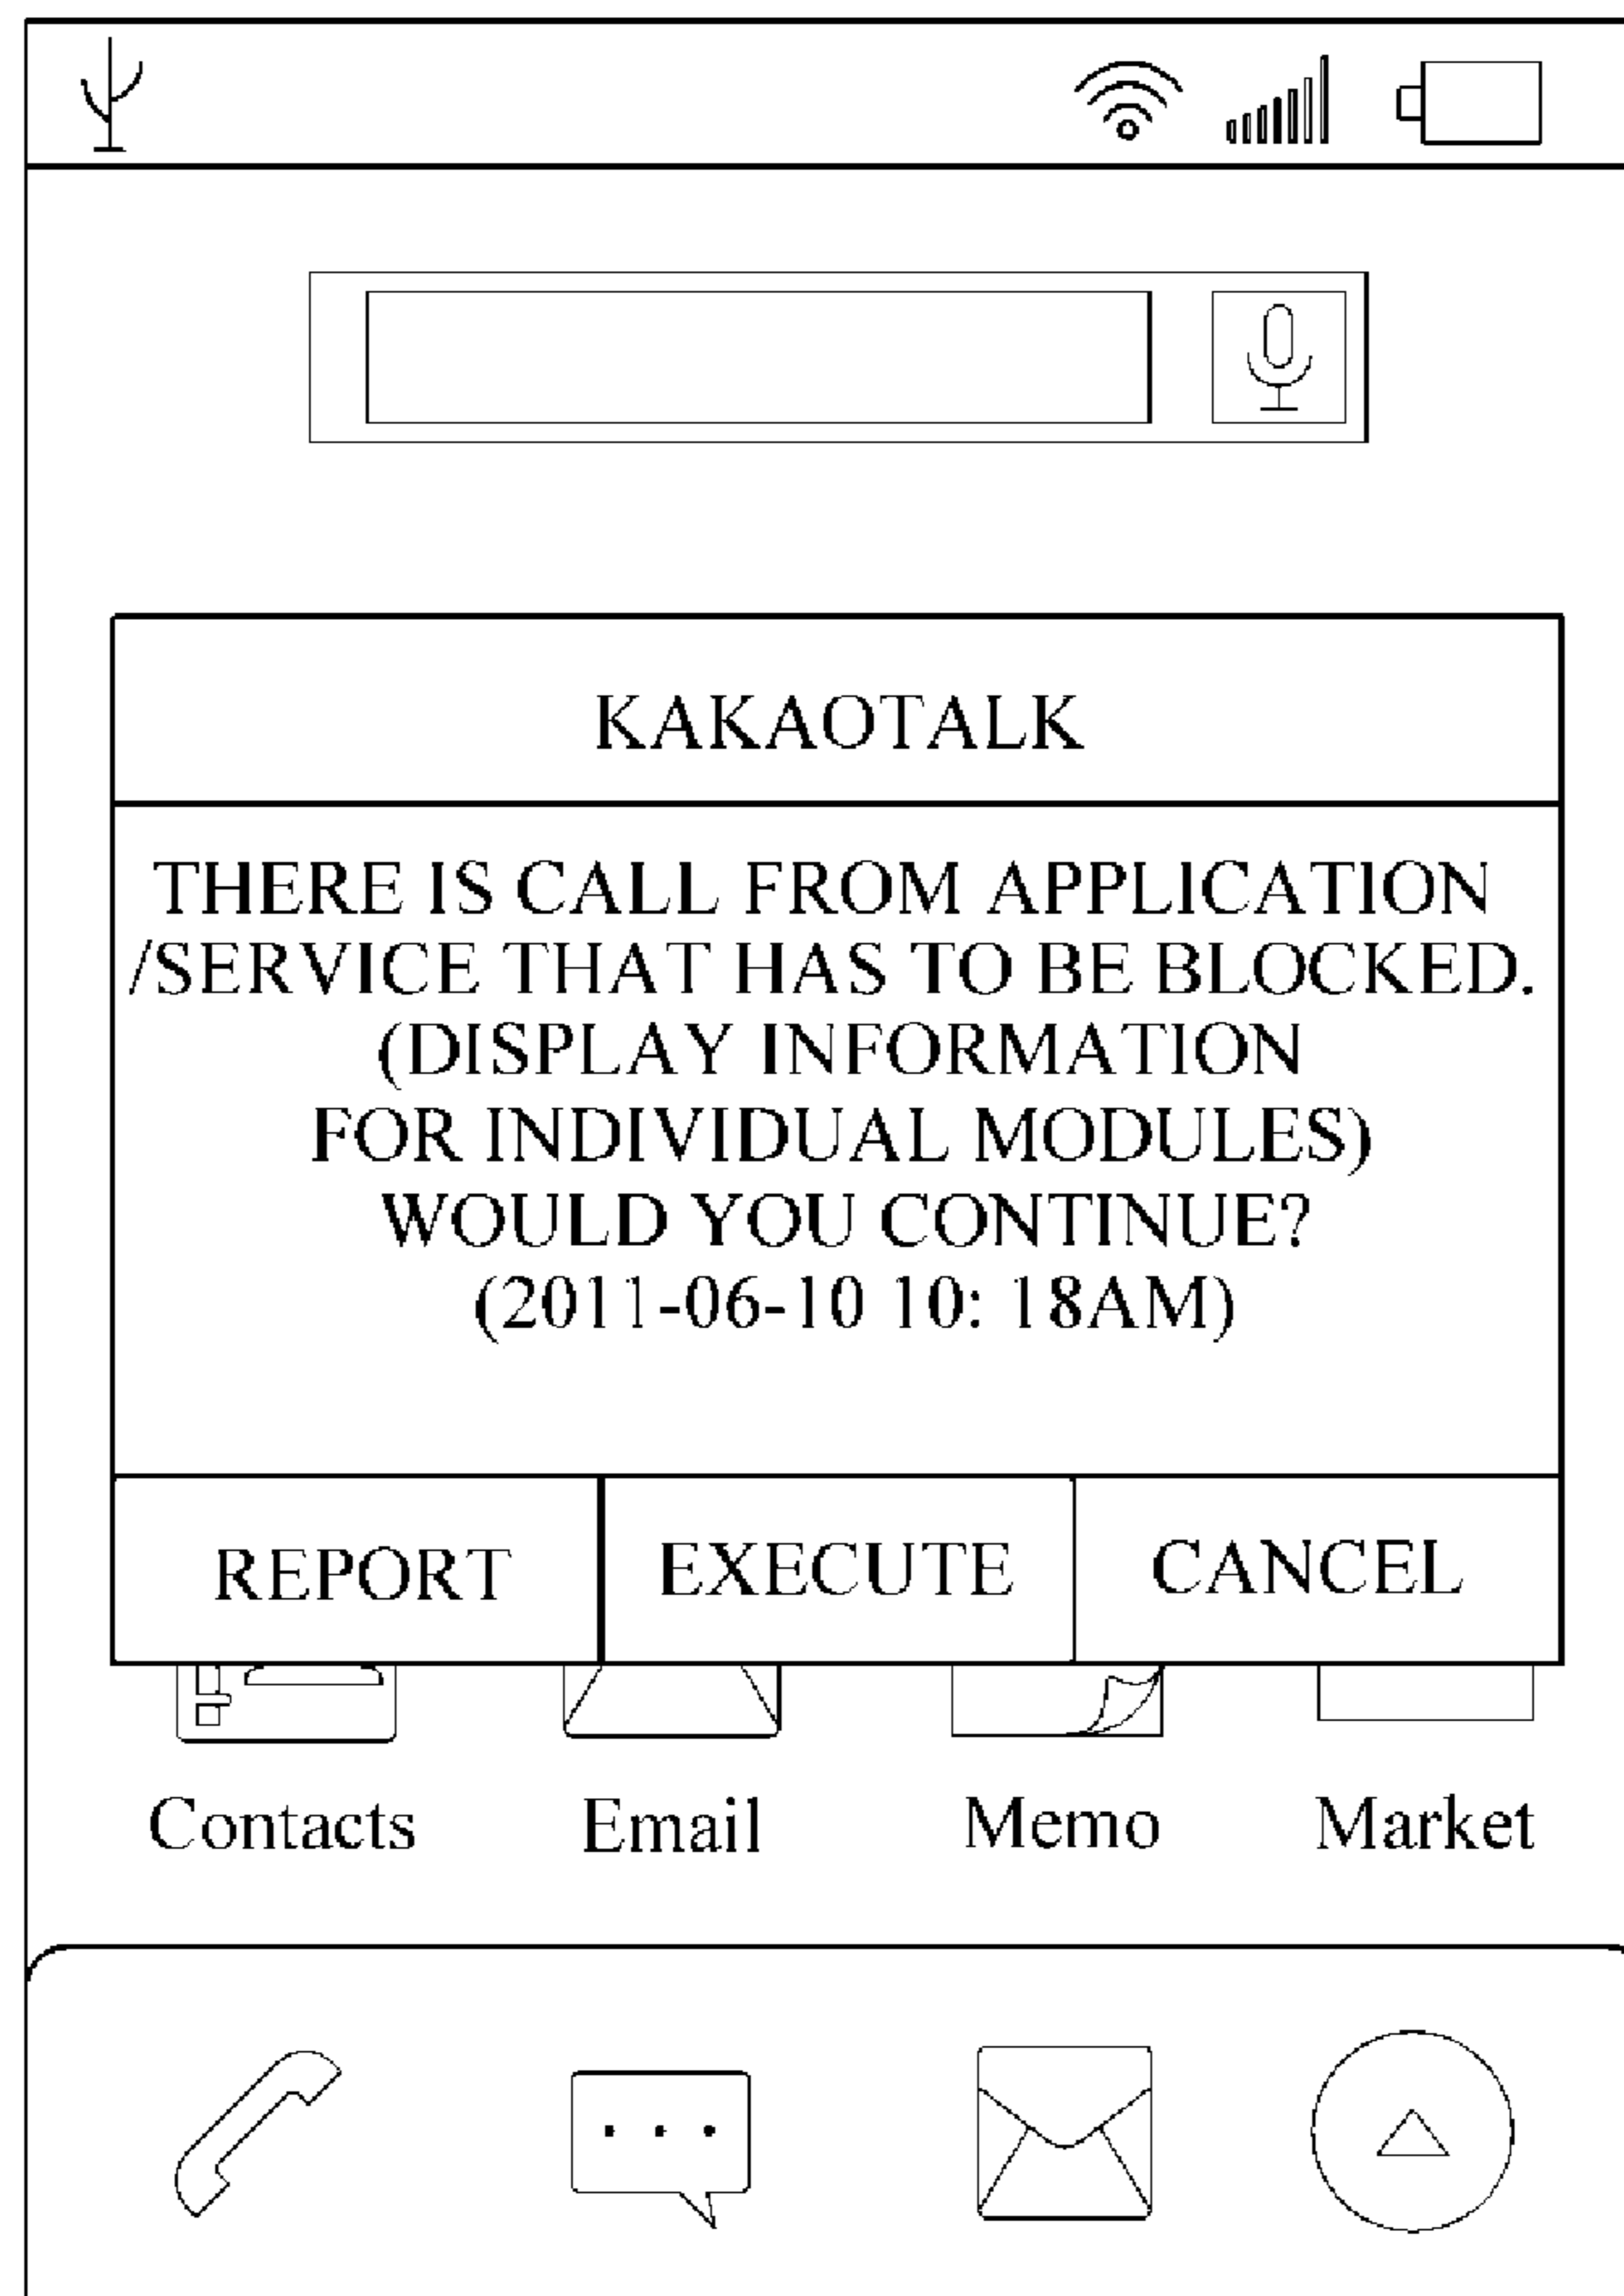 KAKAOTALK
THERE IS CALL FROM APPLICATION
/SERVICE THAT HAS TO BE BLOCKED.
(DISPLAY INFORMATION
FOR INDIVIDUAL MODULES)
WOULD YOU CONTINUE?
(2011-06-10 10: 18AM)
REPORT EXECUTE CANCEL
Contacts Email Memo Market